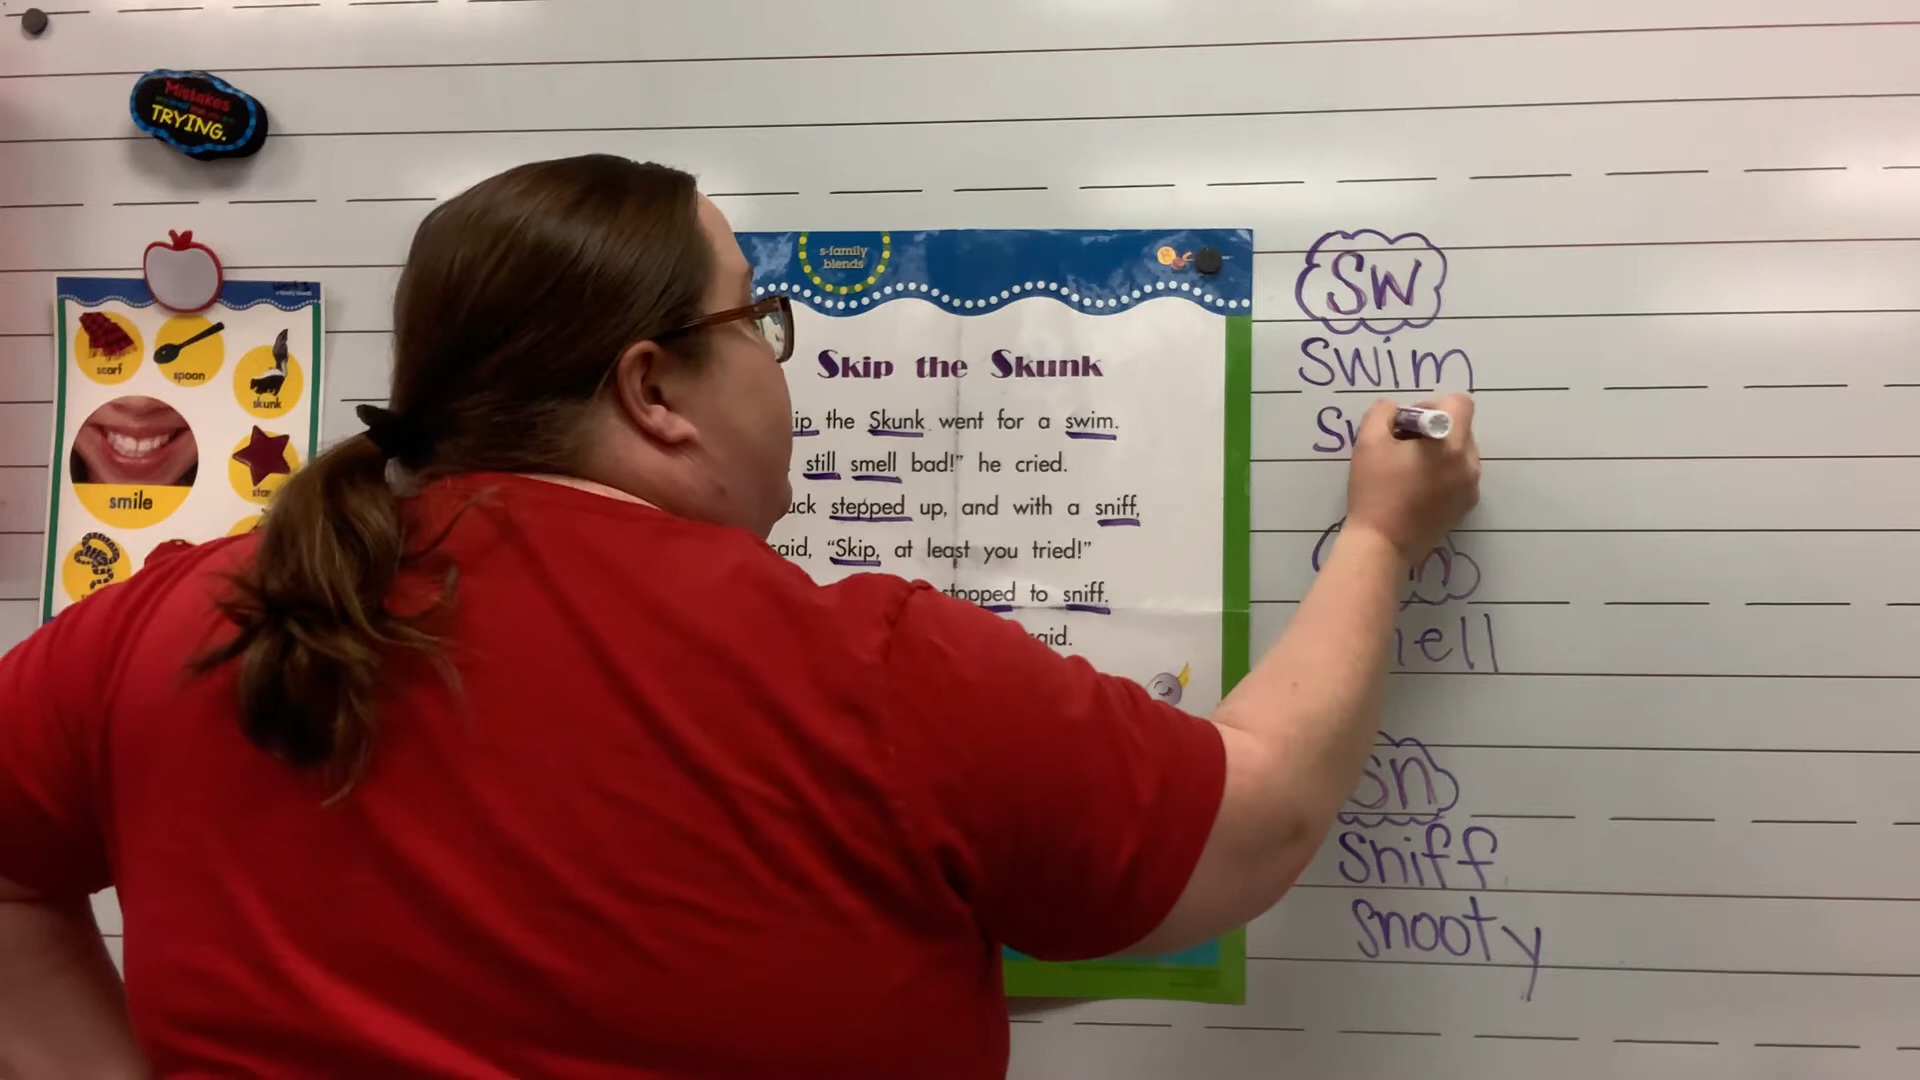 Mistakes
TRYING.
scarf
spoon
skunk
smile
s-family
blends
Skip the Skunk
ip the Skunk went for a swim.
still smell bad!" he cried.
uck stepped up, and with a sniff,
said, "Skip, at least you tried!"
stopped to sniff.
aid.
sw
swim
sw
ell
sn
sniff
snooty